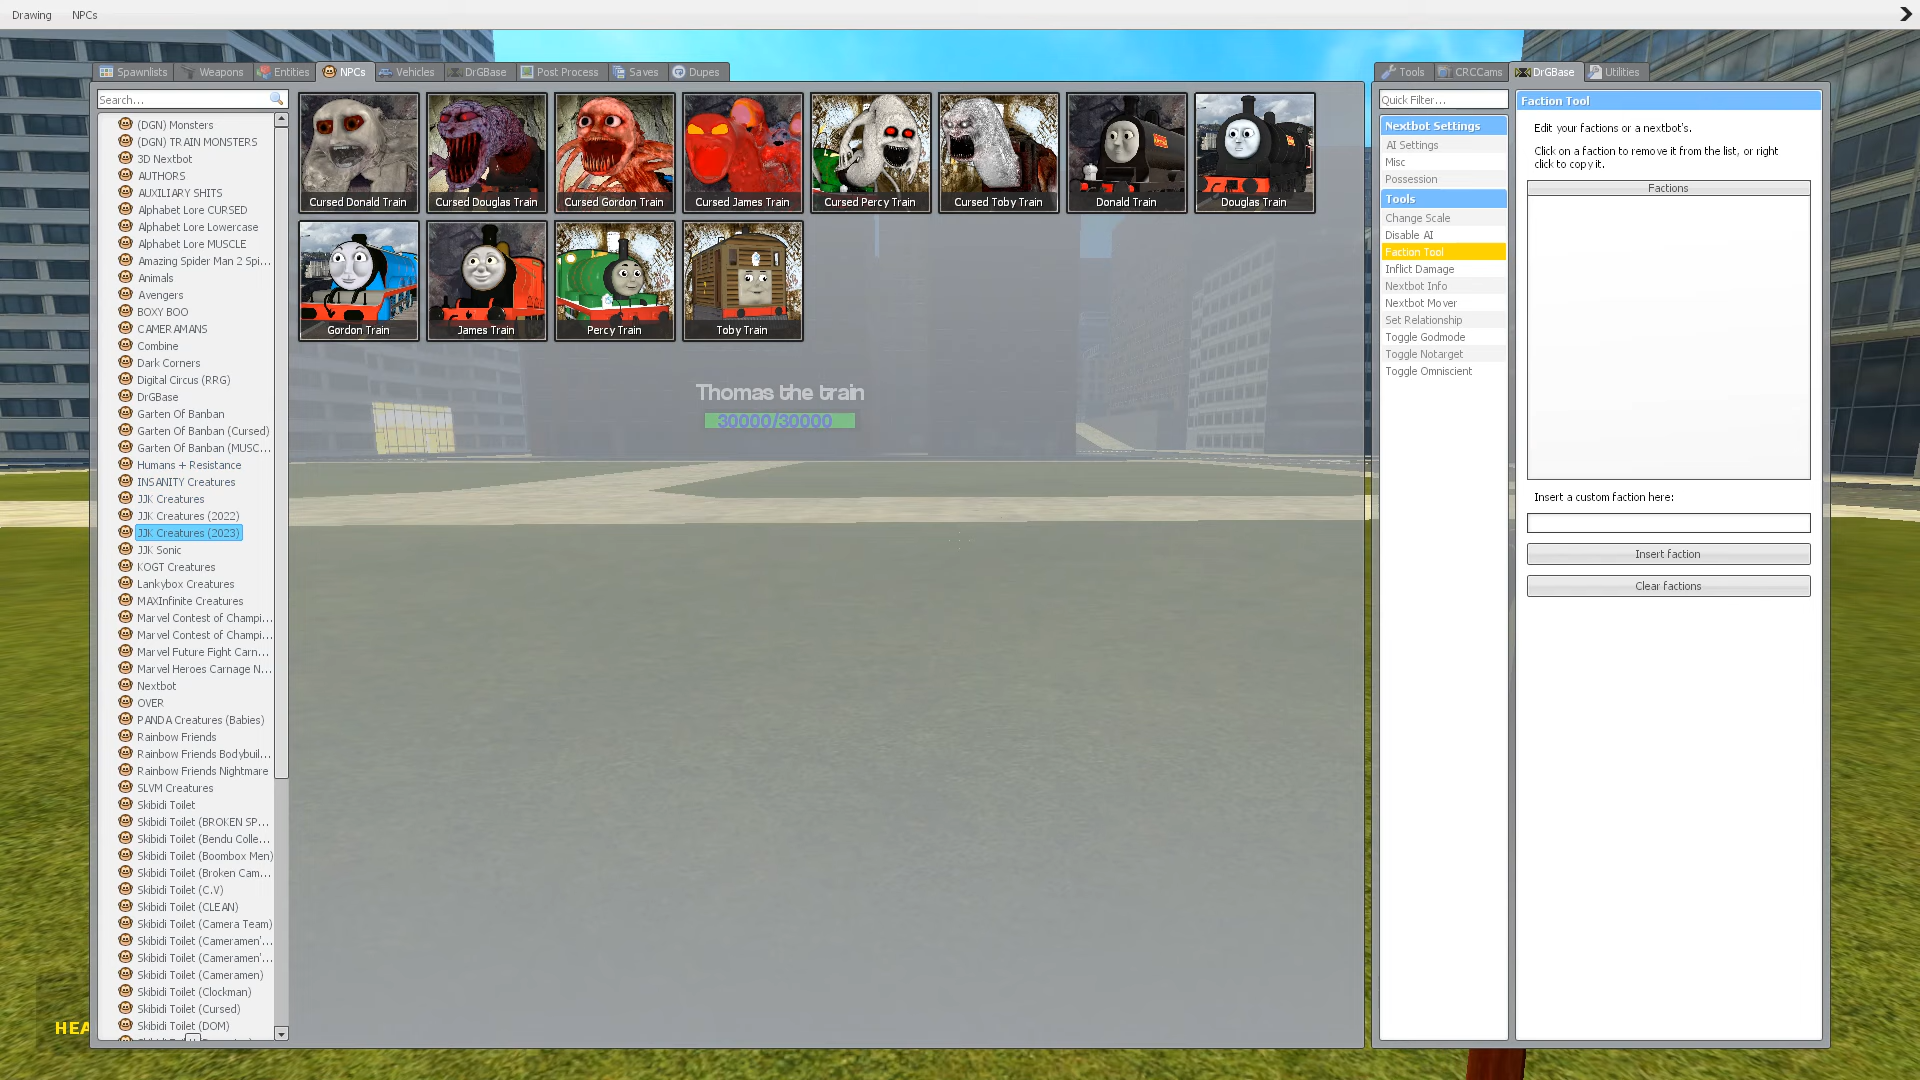 Drawing NPCs
Spawnlists Weapons Entities NPCs Vehicles DrGBase Post Process Saves Dupes
Tools CRCCams DrGBase Utilities
Search...
(DGN) Monsters
(DGN) TRAIN MONSTERS
3D Nextbot
AUTHORS
AUXILIARY SHITS
Alphabet Lore CURSED
Alphabet Lore Lowercase
Alphabet Lore MUSCLE
Amazing Spider Man 2 Spi...
Animals
Avengers
BOXY BOO
CAMERAMANS
Combine
Dark Corners
Digital Circus (RRG)
DrGBase
Garten Of Banban
Garten Of Banban (Cursed)
Garten Of Banban (MUSC...
Humans + Resistance
INSANITY Creatures
JJK Creatures
JJK Creatures (2022)
JJK Creatures (2023)
JJK Sonic
KOGT Creatures
Lankybox Creatures
MAXInfinite Creatures
Marvel Contest of Champi...
Marvel Contest of Champi...
Marvel Future Fight Carn...
Marvel Heroes Carnage N...
Nextbot
OVER
PANDA Creatures (Babies)
Rainbow Friends
Rainbow Friends Bodybuil...
Rainbow Friends Nightmare
SLVM Creatures
Skibidi Toilet
Skibidi Toilet (BROKEN SP...
Skibidi Toilet (Bendu Colle...
Skibidi Toilet (Boombox Men)
Skibidi Toilet (Broken Cam...
Skibidi Toilet (C.V)
Skibidi Toilet (CLEAN)
Skibidi Toilet (Camera Team)
Skibidi Toilet (Cameramen'...
Skibidi Toilet (Cameramen'...
Skibidi Toilet (Cameramen)
Skibidi Toilet (Clockman)
Skibidi Toilet (Cursed)
Skibidi Toilet (DOM)
Cursed Donald Train
Cursed Douglas Train
Cursed Gordon Train
Cursed James Train
Cursed Percy Train
Cursed Toby Train
Donald Train
Douglas Train
Gordon Train
James Train
Percy Train
Toby Train
Thomas the train
30000/30000
Quick Filter...
Nextbot Settings
AI Settings
Misc
Possession
Tools
Change Scale
Disable AI
Faction Tool
Inflict Damage
Nextbot Info
Nextbot Mover
Set Relationship
Toggle Godmode
Toggle Notarget
Toggle Omniscient
Faction Tool
Edit your factions or a nextbot's.
Click on a faction to remove it from the list, or right
click to copy it.
Factions
Insert a custom faction here:
Insert faction
Clear factions
HEA